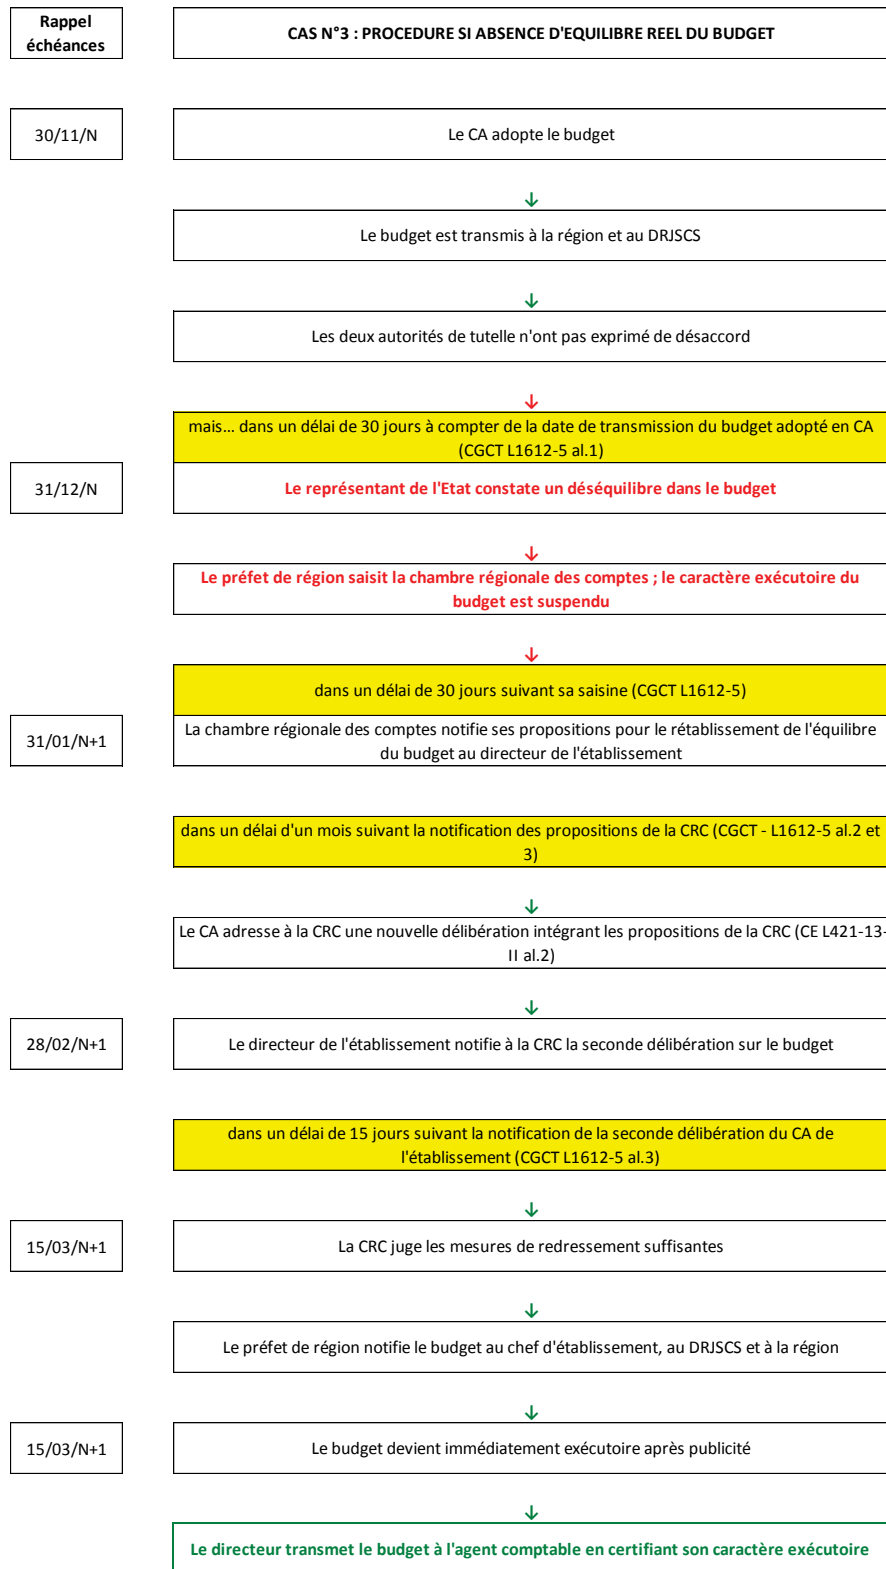 Rappel
échéances
CAS N°3 : PROCEDURE SI ABSENCE D'EQUILIBRE REEL DU BUDGET
30/11/N
Le CA adopte le budget
↓
Le budget est transmis à la région et au DRJSCS
↓
Les deux autorités de tutelle n'ont pas exprimé de désaccord
↓
mais... dans un délai de 30 jours à compter de la date de transmission du budget adopté en CA
(CGCT L1612-5 al.1)
31/12/N
Le représentant de l'Etat constate un déséquilibre dans le budget
↓
Le préfet de région saisit la chambre régionale des comptes ; le caractère exécutoire du
budget est suspendu
↓
dans un délai de 30 jours suivant sa saisine (CGCT L1612-5)
31/01/N+1
La chambre régionale des comptes notifie ses propositions pour le rétablissement de l'équilibre
du budget au directeur de l'établissement
dans un délai d'un mois suivant la notification des propositions de la CRC (CGCT - L1612-5 al.2 et
3)
↓
Le CA adresse à la CRC une nouvelle délibération intégrant les propositions de la CRC (CE L421-13-
II al.2)
↓
28/02/N+1
Le directeur de l'établissement notifie à la CRC la seconde délibération sur le budget
dans un délai de 15 jours suivant la notification de la seconde délibération du CA de
l'établissement (CGCT L1612-5 al.3)
↓
15/03/N+1
La CRC juge les mesures de redressement suffisantes
↓
Le préfet de région notifie le budget au chef d'établissement, au DRJSCS et à la région
↓
15/03/N+1
Le budget devient immédiatement exécutoire après publicité
↓
Le directeur transmet le budget à l'agent comptable en certifiant son caractère exécutoire